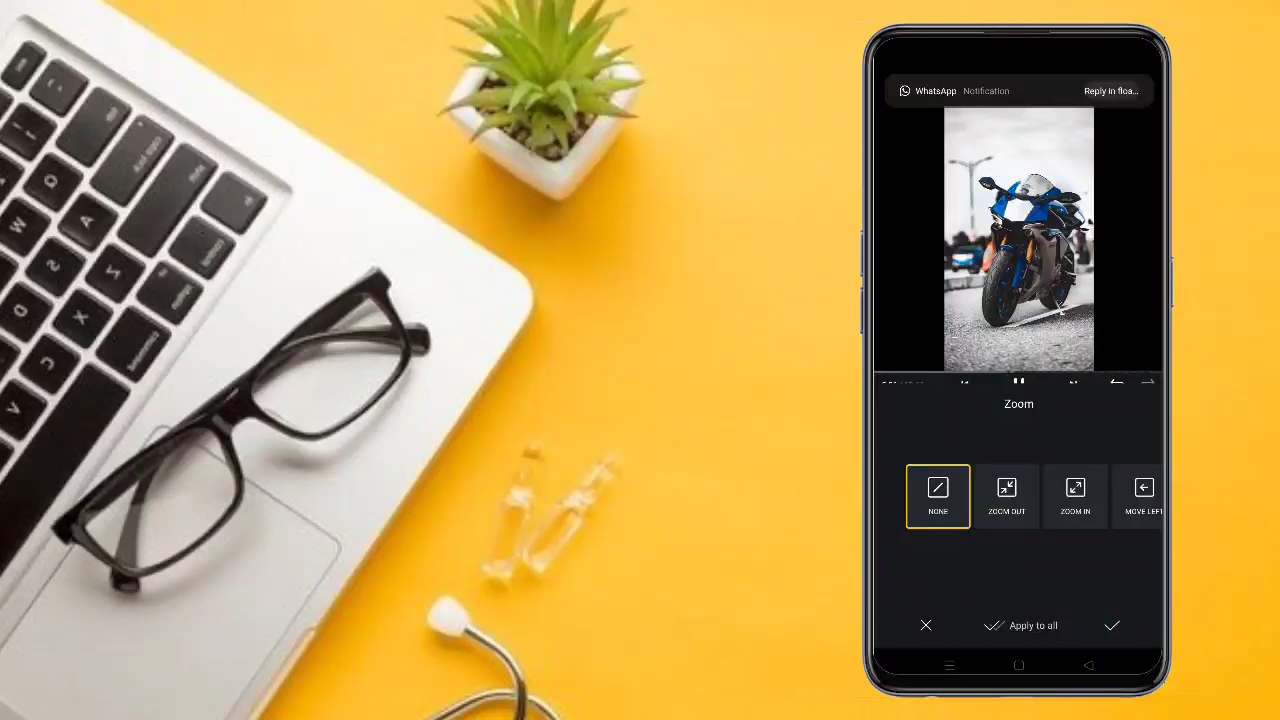 WhatsApp Notification Reply in floa...
Zoom
NONE ZOOM OUT ZOOM IN MOVE LEFT
Apply to all
W
A
S
Z
D
X
C
V